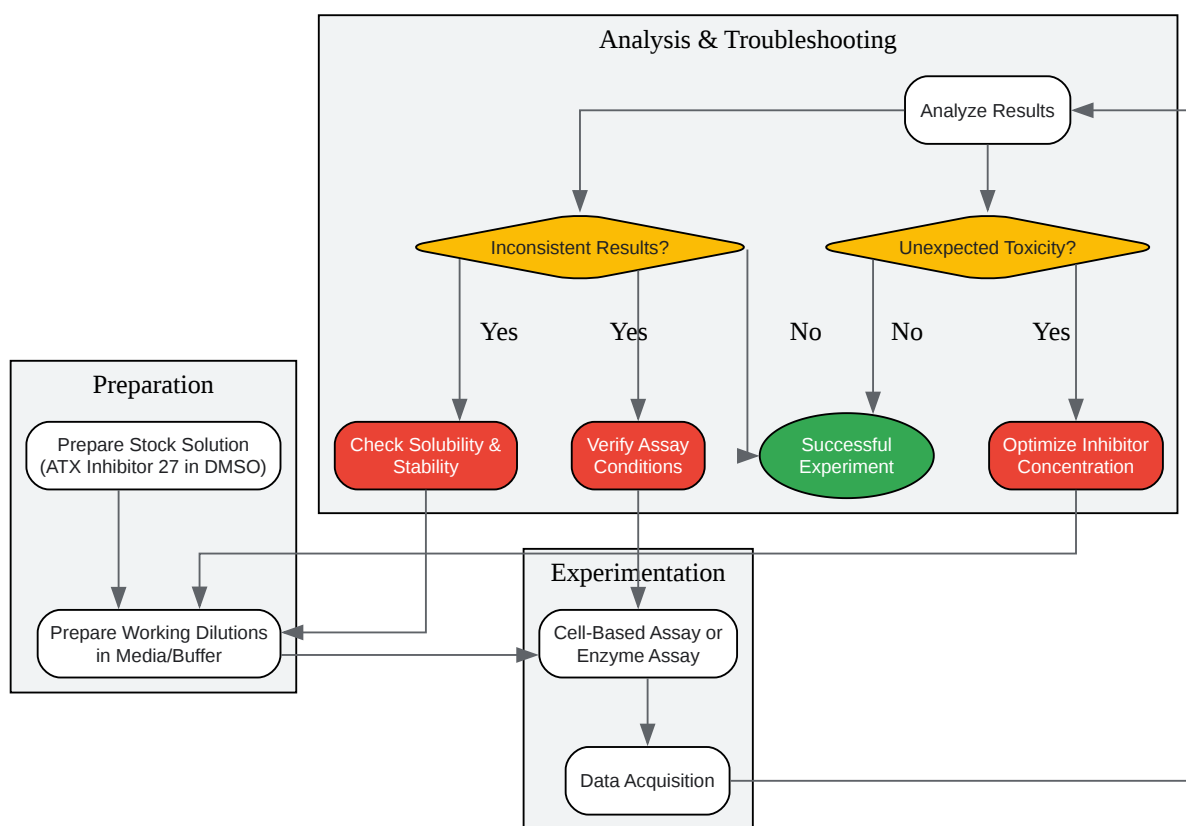 Analysis & Troubleshooting
Analyze Results
Inconsistent Results?
Unexpected Toxicity?
Yes
Yes
No
No
Yes
Preparation
Prepare Stock Solution
(ATX Inhibitor 27 in DMSO)
Check Solubility &
Stability
Verify Assay
Conditions
Successful
Experiment
Optimize Inhibitor
Concentration
Experimentation
Prepare Working Dilutions
in Media/Buffer
Cell-Based Assay or
Enzyme Assay
Data Acquisition